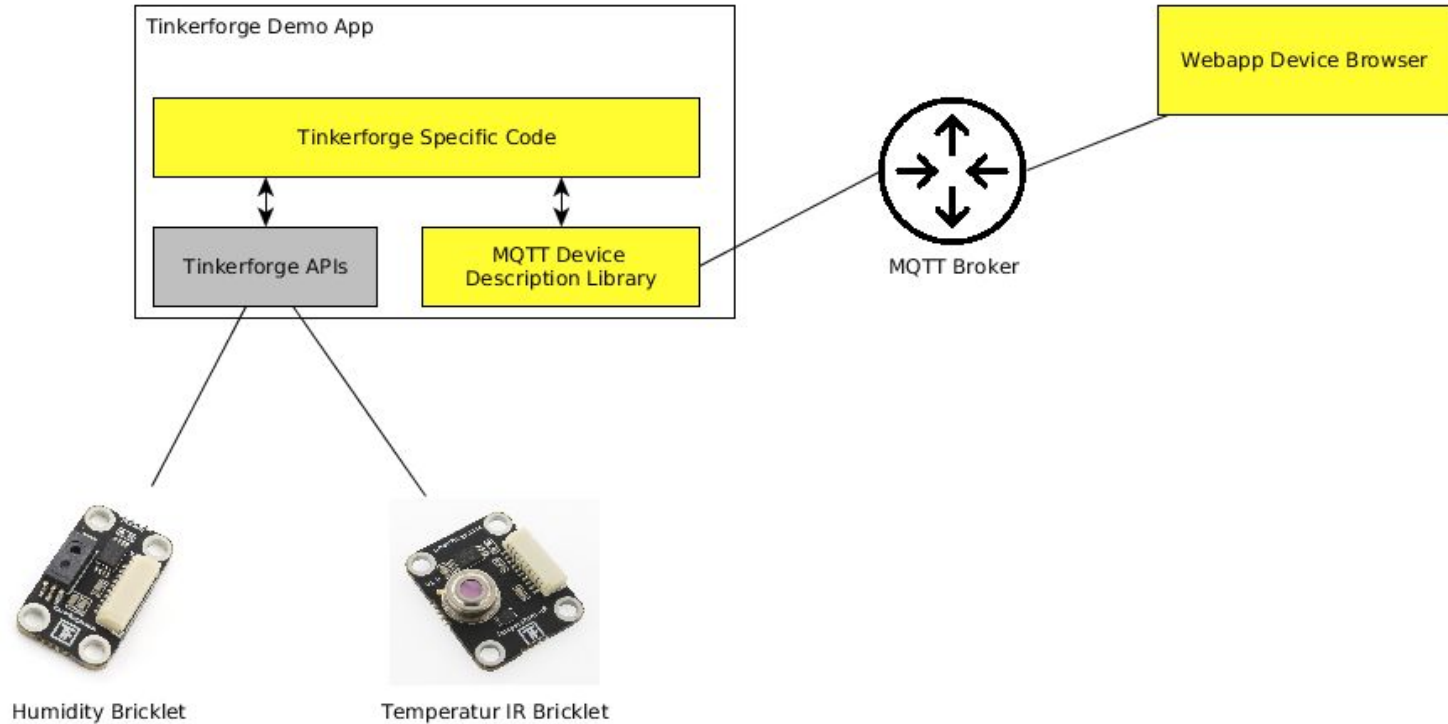 Tinkerforge Demo App
Webapp Device Browser
Tinkerforge Specific Code
Tinkerforge APIs
MQTT Device
Description Library
MQTT Broker
Humidity Bricklet
Temperatur IR Bricklet